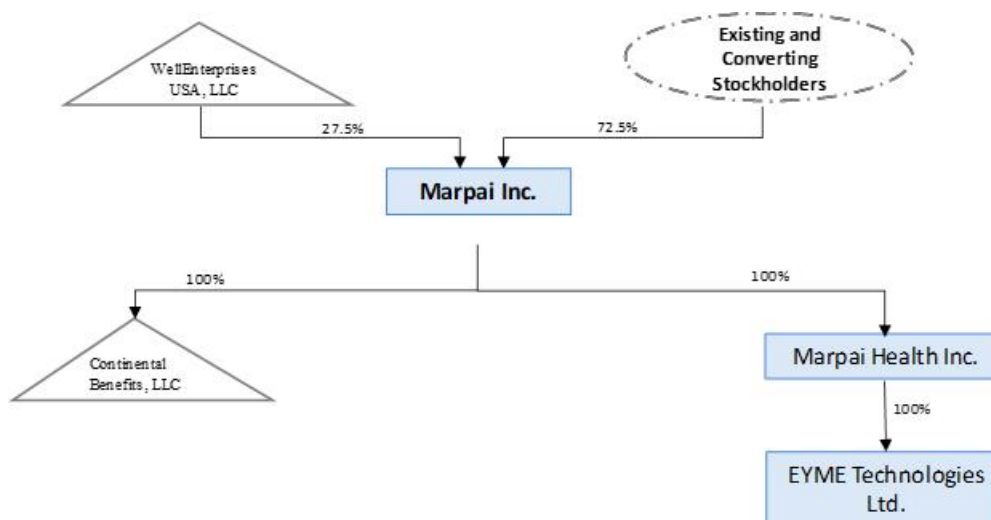 WellEnterprises
USA, LLC
Existing and
Converting
Stockholders
27.5%
72.5%
Marpai Inc.
100%
100%
Continental
Benefits, LLC
Marpai Health Inc.
100%
EYME Technologies
Ltd.